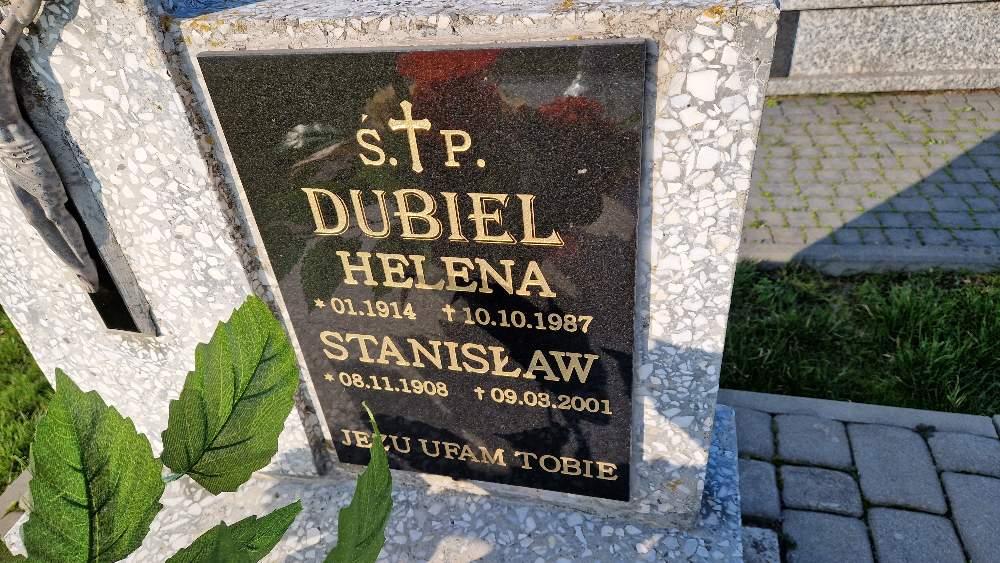 Ś.†P.
DUBIEL
HELENA
* 01.1914 † 10.10.1987
STANISŁAW
* 08.11.1908 † 09.03.2001
JEZU UFAM TOBIE